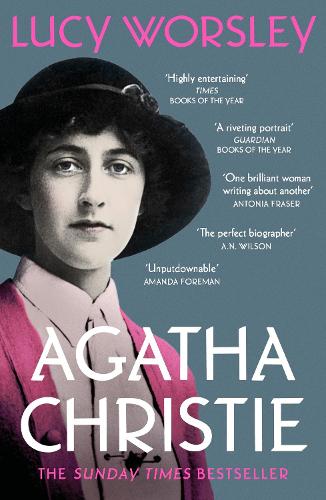 LUCY WORSLEY
‘Highly entertaining’
TIMES
BOOKS OF THE YEAR
‘A riveting portrait’
GUARDIAN
BOOKS OF THE YEAR
‘One brilliant woman
writing about another’
ANTONIA FRASER
‘The perfect biographer’
A.N. WILSON
‘Unputdownable’
AMANDA FOREMAN
AGATHA
CHRISTIE
THE SUNDAY TIMES BESTSELLER